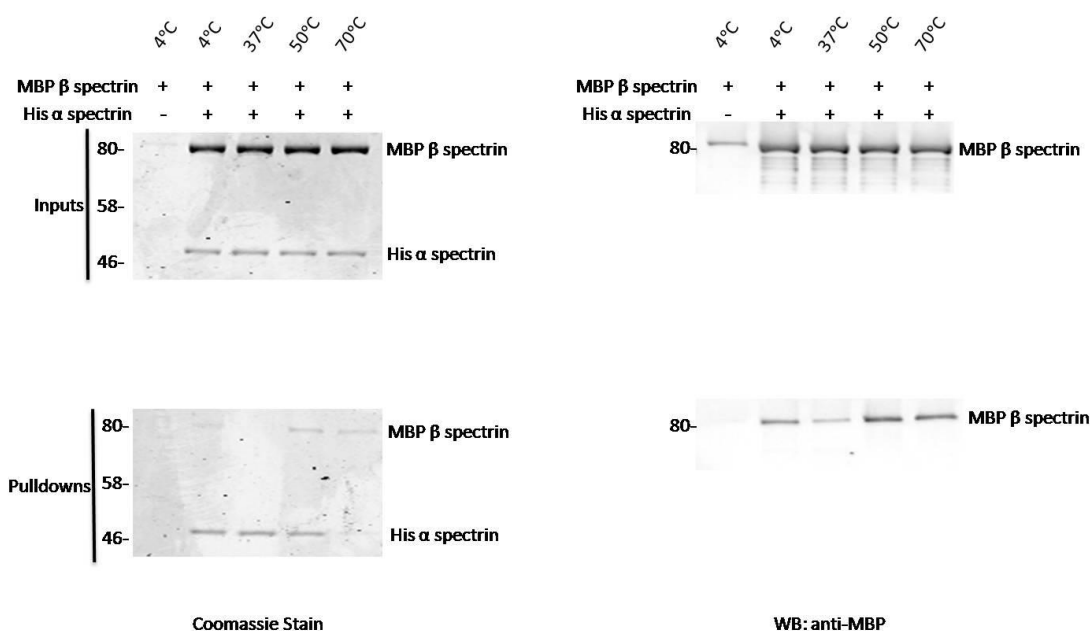 4°C 4°C 37°C 50°C 70°C
MBP β spectrin + + + + +
His α spectrin - + + + +
Inputs
80- MBP β spectrin
58-
46- His α spectrin
Pulldowns
80- MBP β spectrin
58-
46- His α spectrin
Coomassie Stain
4°C 4°C 37°C 50°C 70°C
MBP β spectrin + + + + +
His α spectrin - + + + +
80- MBP β spectrin
80- MBP β spectrin
WB: anti-MBP